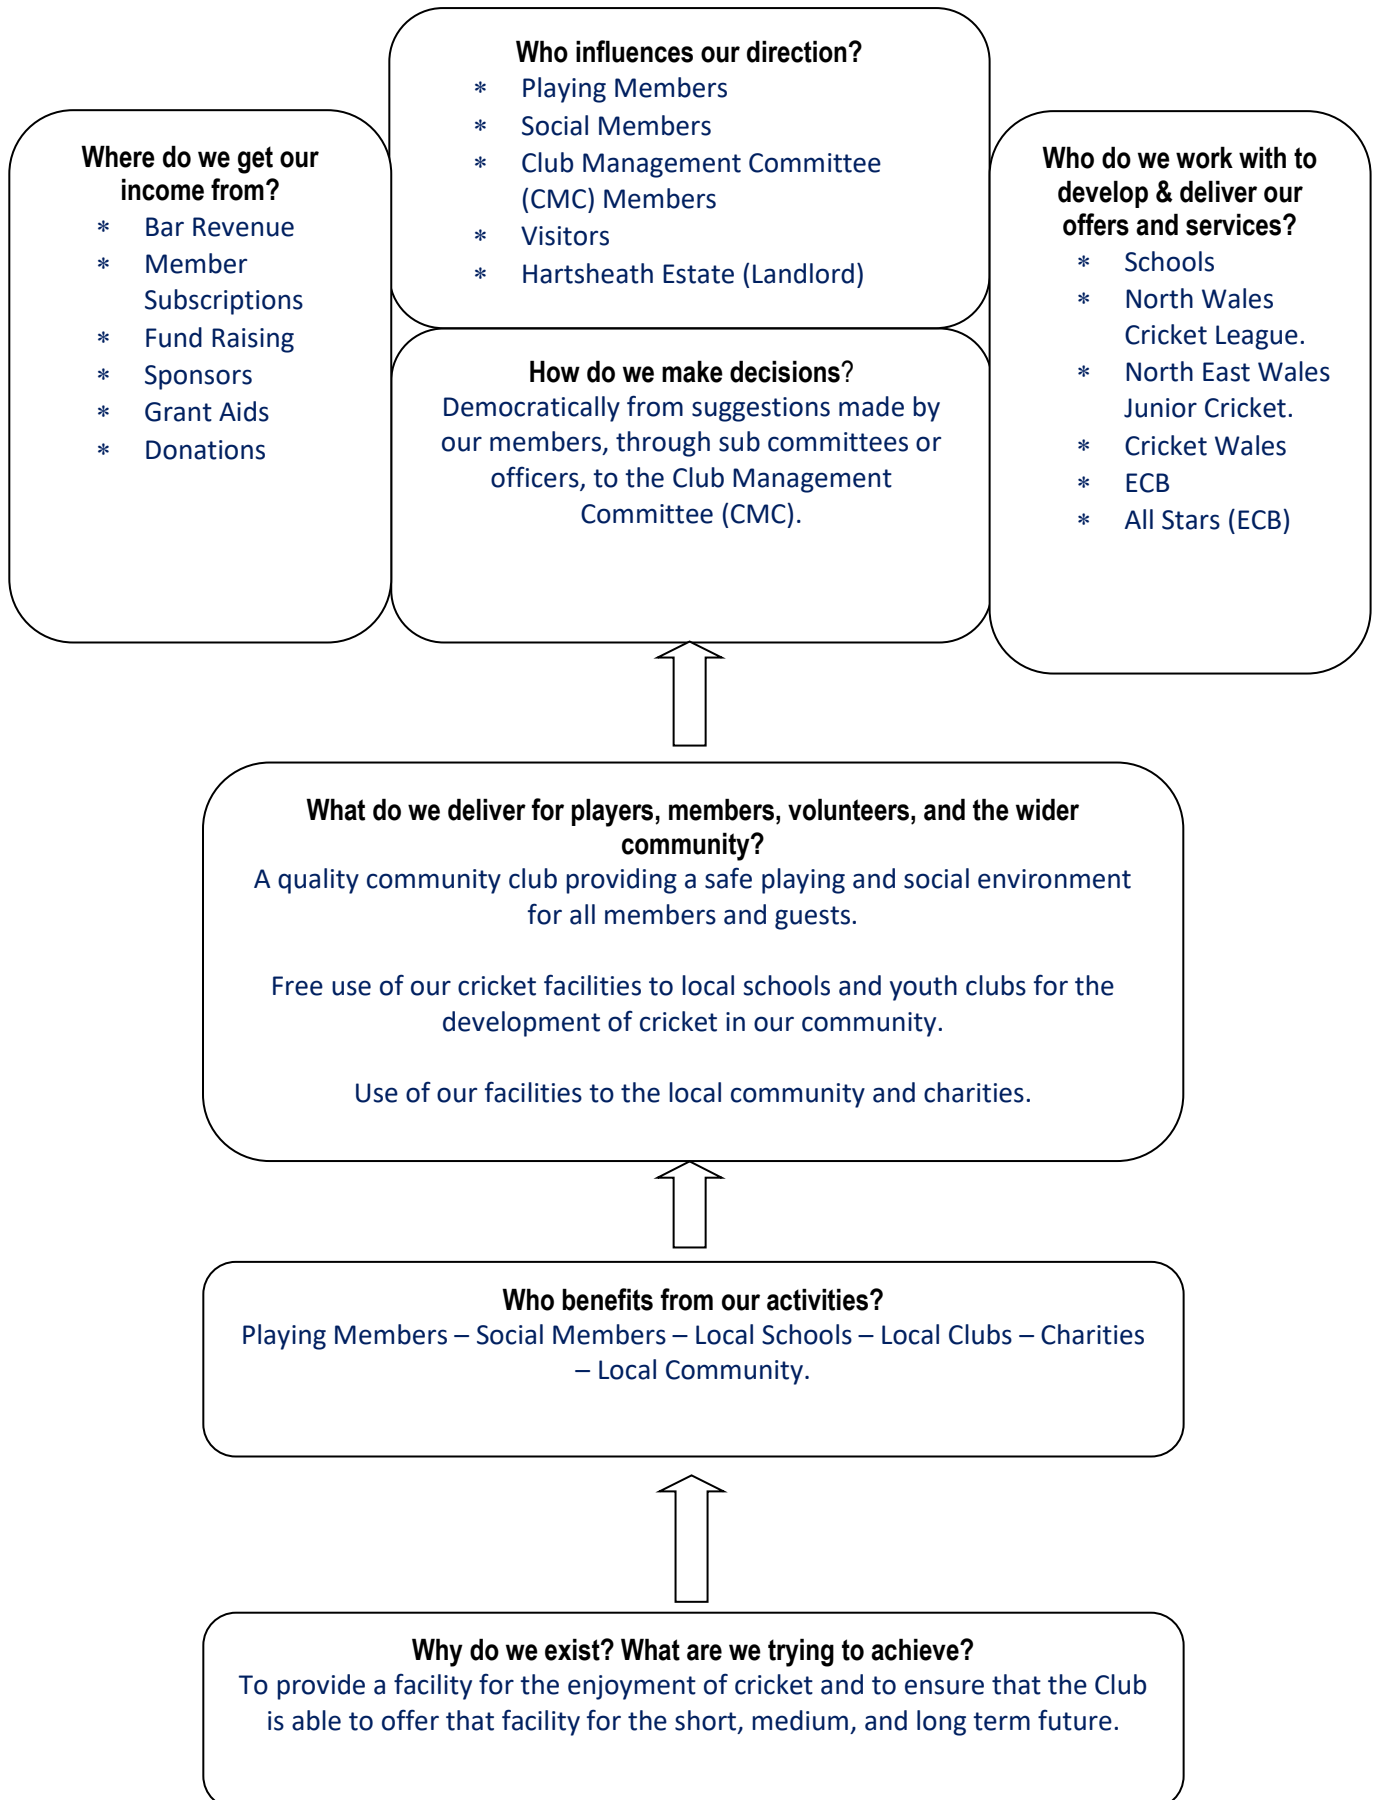 Who influences our direction?
* Playing Members
* Social Members
* Club Management Committee
(CMC) Members
* Visitors
* Hartsheath Estate (Landlord)
Where do we get our
income from?
* Bar Revenue
* Member
Subscriptions
* Fund Raising
* Sponsors
* Grant Aids
* Donations
How do we make decisions?
Democratically from suggestions made by
our members, through sub committees or
officers, to the Club Management
Committee (CMC).
Who do we work with to
develop & deliver our
offers and services?
* Schools
* North Wales
Cricket League.
* North East Wales
Junior Cricket.
* Cricket Wales
* ECB
* All Stars (ECB)
What do we deliver for players, members, volunteers, and the wider
community?
A quality community club providing a safe playing and social environment
for all members and guests.
Free use of our cricket facilities to local schools and youth clubs for the
development of cricket in our community.
Use of our facilities to the local community and charities.
Who benefits from our activities?
Playing Members – Social Members – Local Schools – Local Clubs – Charities
– Local Community.
Why do we exist? What are we trying to achieve?
To provide a facility for the enjoyment of cricket and to ensure that the Club
is able to offer that facility for the short, medium, and long term future.